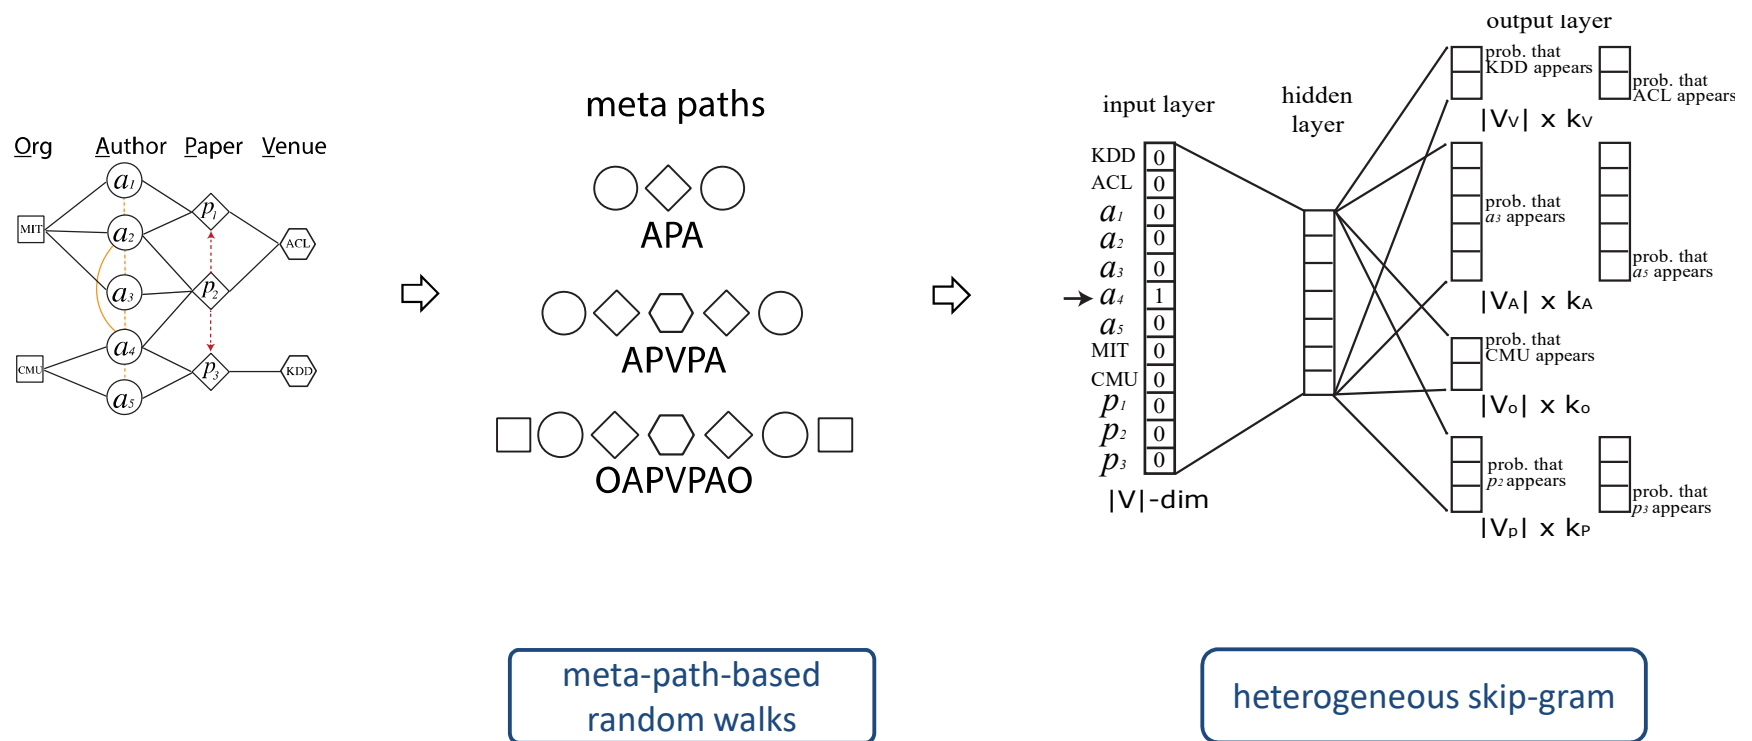 Org Author Paper Venue
a1
MIT
a2
p1
ACL
a3
p2
CMU
a4
p3
KDD
a5
meta paths
APA
APVPA
OAPVPAO
meta-path-based
random walks
input layer
KDD 0
ACL 0
a1 0
a2 0
a3 0
a4 1
a5 0
MIT 0
CMU 0
p1 0
p2 0
p3 0
|V|-dim
hidden
layer
output layer
prob. that
KDD appears
prob. that
ACL appears
|VV| x kV
prob. that
a3 appears
prob. that
a5 appears
|VA| x kA
prob. that
CMU appears
|Vo| x ko
prob. that
p2 appears
prob. that
p3 appears
|Vp| x kP
heterogeneous skip-gram